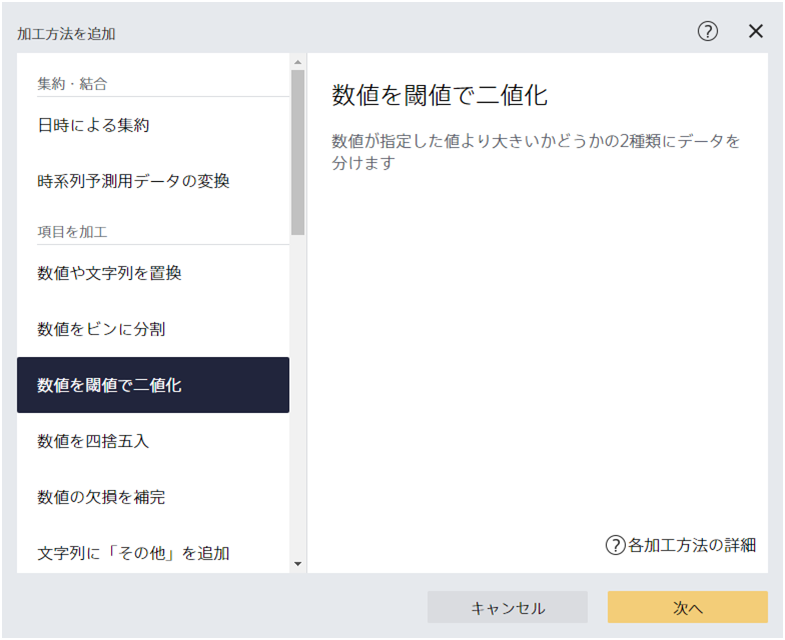 加工方法を追加
?
×
集約・結合
日時による集約
時系列予測用データの変換
項目を加工
数値や文字列を置換
数値をビンに分割
数値を閾値で二値化
数値を四捨五入
数値の欠損を補完
文字列に「その他」を追加
数値を閾値で二値化
数値が指定した値より大きいかどうかの2種類にデータを
分けます
?各加工方法の詳細
キャンセル
次へ